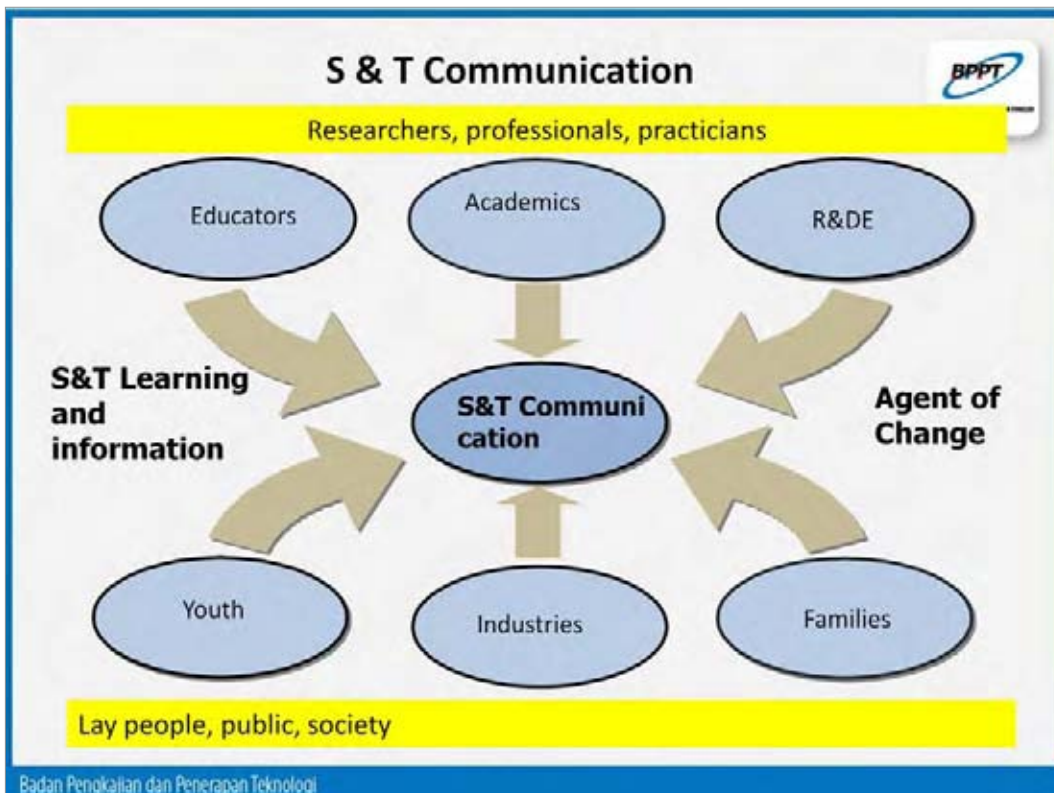 S & T Communication
BPPT
Researchers, professionals, practicians
Educators
Academics
R&DE
S&T Learning
and
information
S&T Communi
cation
Agent of
Change
Youth
Industries
Families
Lay people, public, society
Badan Pengkajian dan Penerapan Teknologi